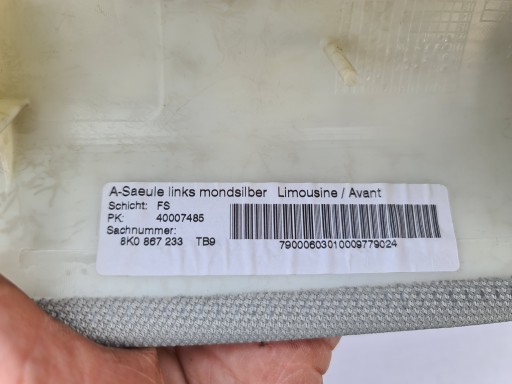 A-Saeule links mondsilber Limousine / Avant
Schicht: FS
PK: 40007485
Sachnummer:
8K0 867 233 TB9
79000603010009779024